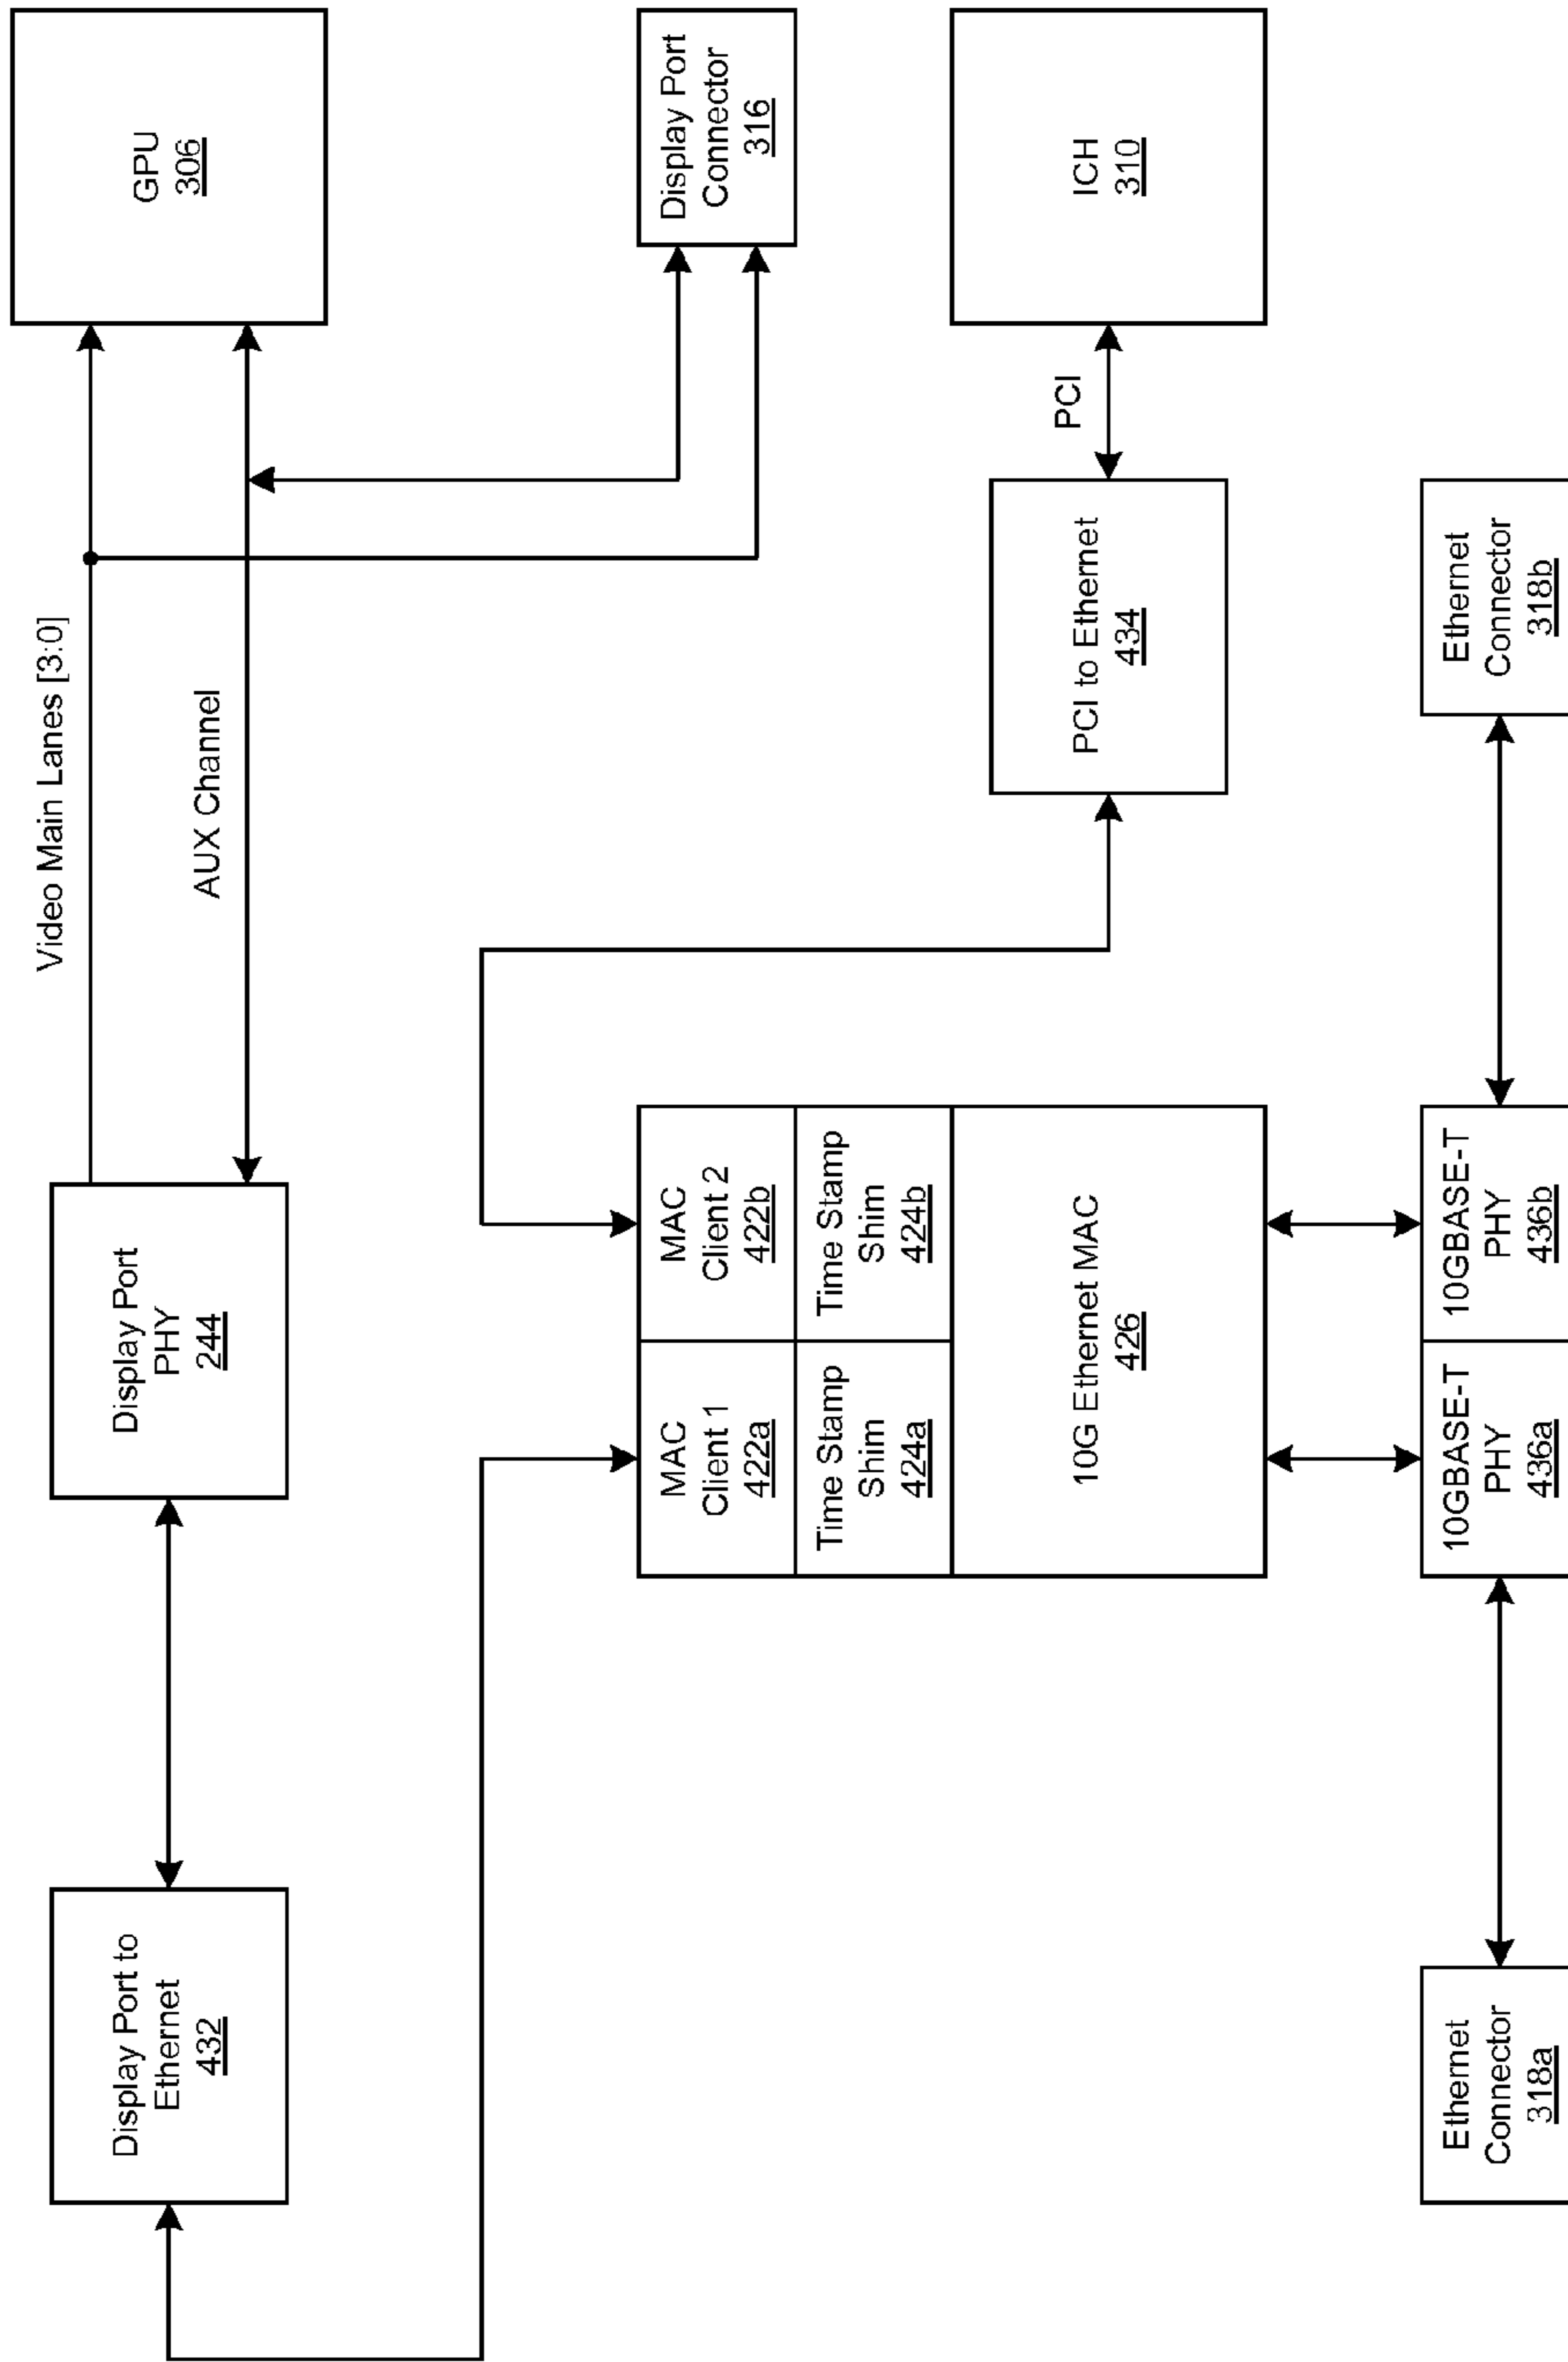 Display Port to
Ethernet
432
Display Port
PHY
244
Video Main Lanes [3:0]
AUX Channel
GPU
306
Display Port
Connector
316
MAC
Client 1
422a
MAC
Client 2
422b
Time Stamp
Shim
424a
Time Stamp
Shim
424b
10G Ethernet MAC
426
PCI to Ethernet
434
PCI
ICH
310
Ethernet
Connector
318a
10GBASE-T
PHY
436a
10GBASE-T
PHY
436b
Ethernet
Connector
318b